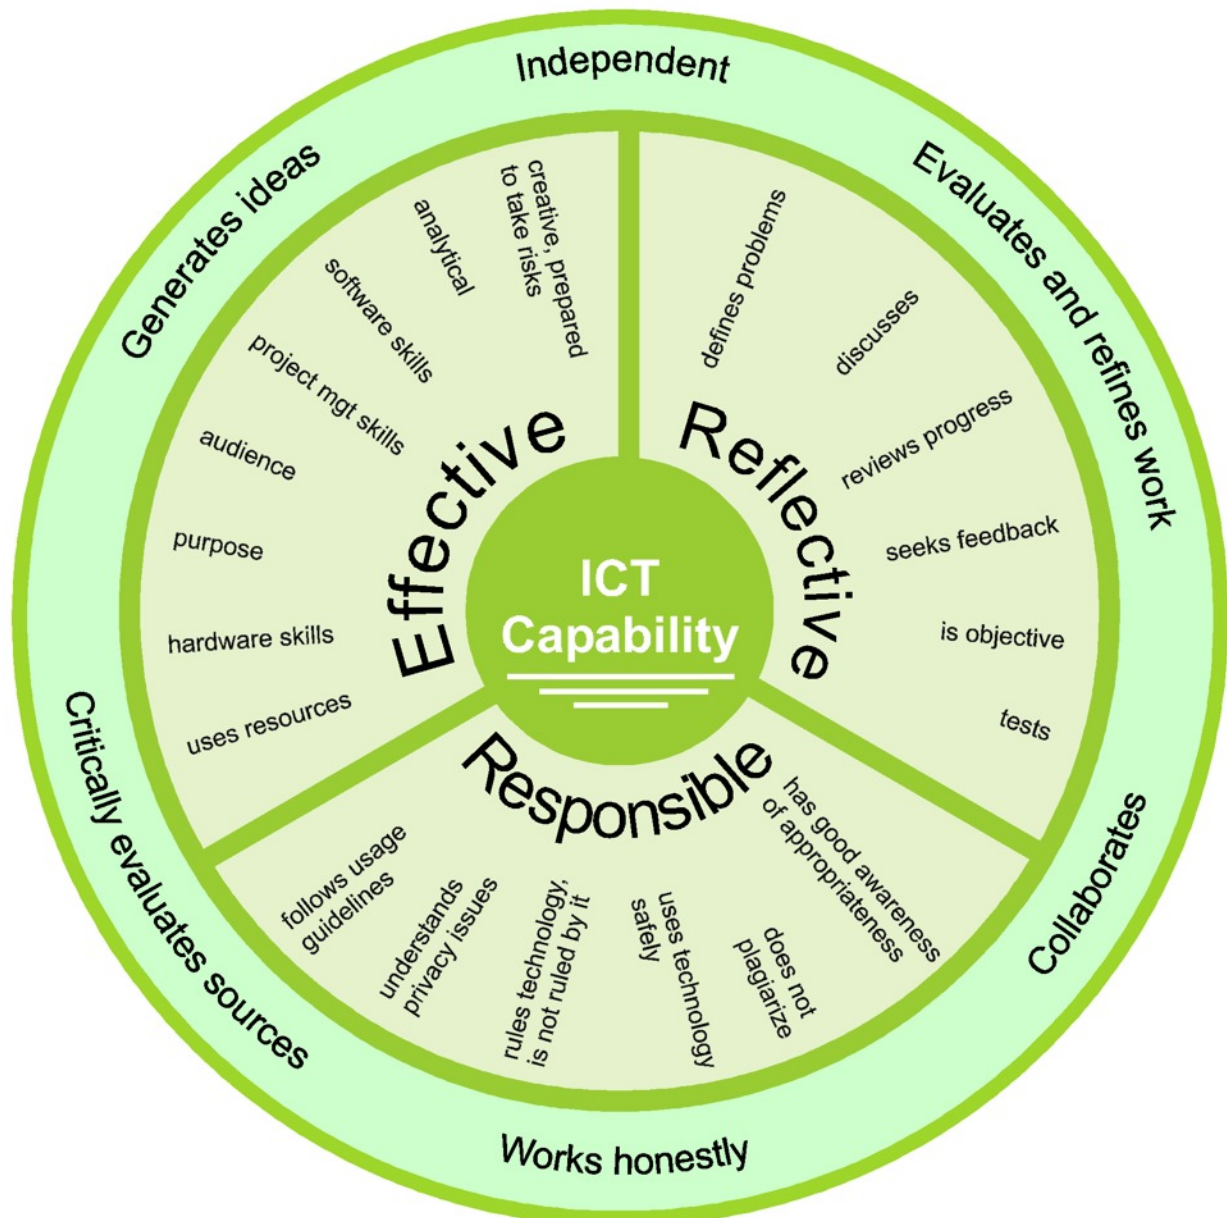 Independent
Evaluates and refines work
Collaborates
Works honestly
Critically evaluates sources
Generates ideas
ICT
Capability
Effective
creative, prepared
to take risks
analytical
software skills
project mgt skills
audience
purpose
hardware skills
uses resources
Reflective
defines problems
discusses
reviews progress
seeks feedback
is objective
tests
Responsible
follows usage
guidelines
understands
privacy issues
rules technology,
is not ruled by it
uses technology
safely
does not
plagiarize
has good awareness
of appropriateness